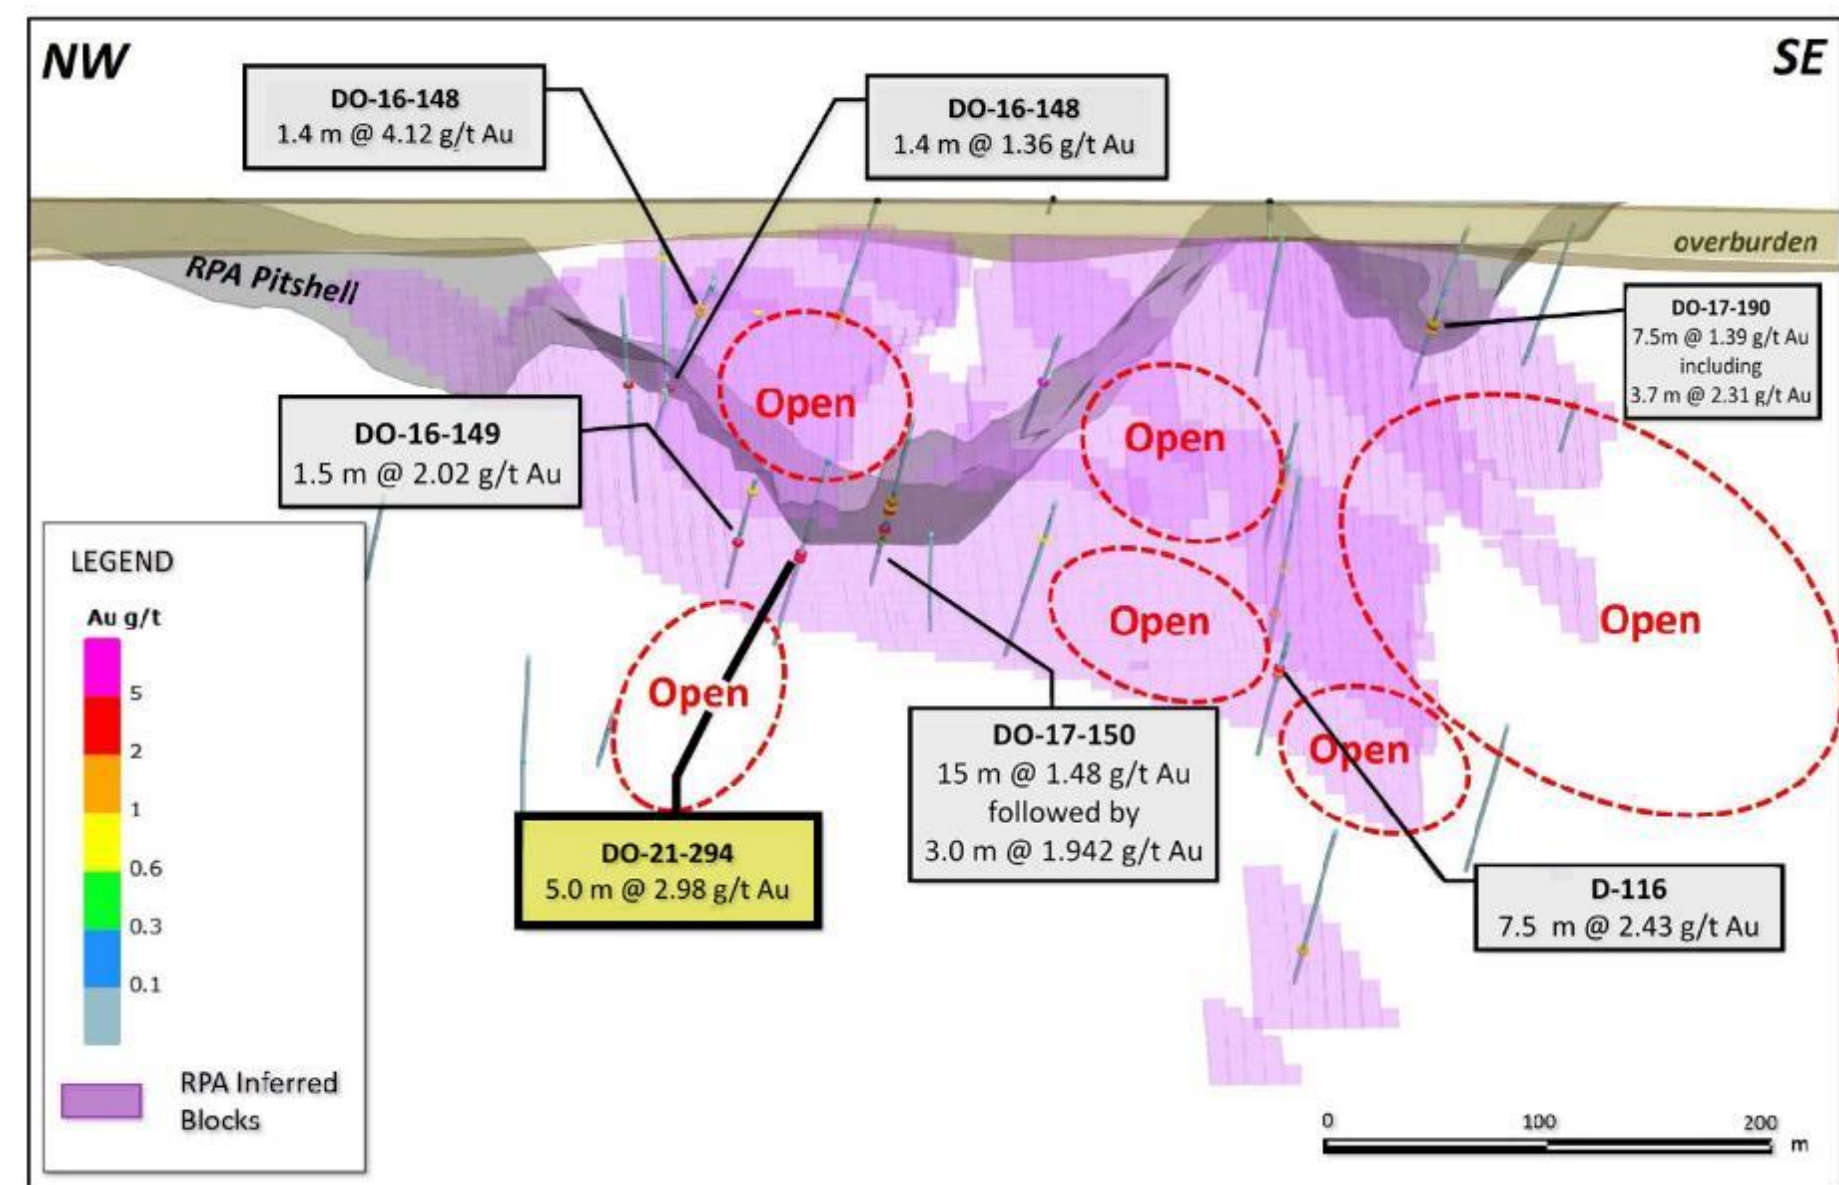 NW
SE
DO-16-148
1.4 m @ 4.12 g/t Au
DO-16-148
1.4 m @ 1.36 g/t Au
overburden
RPA Pitshell
DO-17-190
7.5m @ 1.39 g/t Au
including
3.7 m @ 2.31 g/t Au
Open
Open
DO-16-149
1.5 m @ 2.02 g/t Au
Open
Open
Open
Open
DO-17-150
15 m @ 1.48 g/t Au
followed by
3.0 m @ 1.942 g/t Au
DO-21-294
5.0 m @ 2.98 g/t Au
D-116
7.5 m @ 2.43 g/t Au
LEGEND
Au g/t
5
2
1
0.6
0.3
0.1
RPA Inferred
Blocks
0 100 200
m